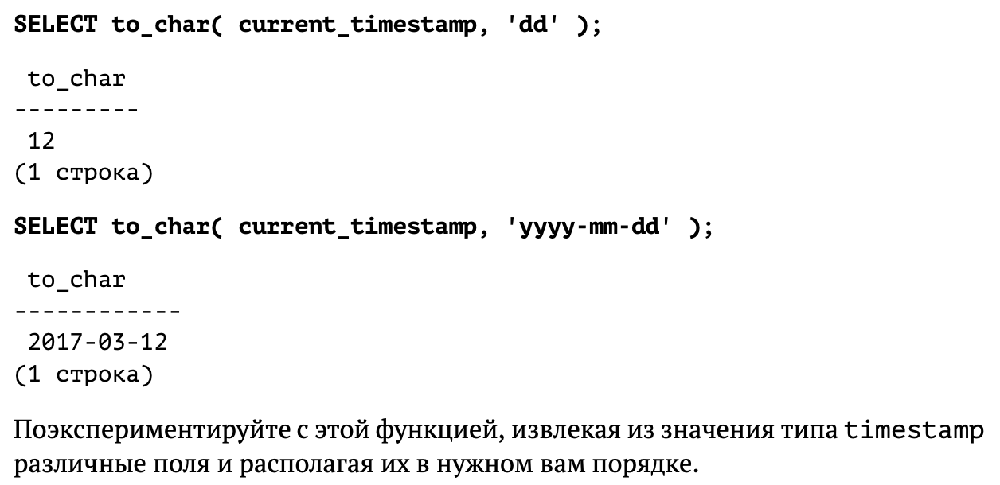 SELECT to_char( current_timestamp, 'dd' );
to_char
---------
12
(1 строка)
SELECT to_char( current_timestamp, 'yyyy-mm-dd' );
to_char
------------
2017-03-12
(1 строка)
Поэкспериментируйте с этой функцией, извлекая из значения типа timestamp
различные поля и располагая их в нужном вам порядке.